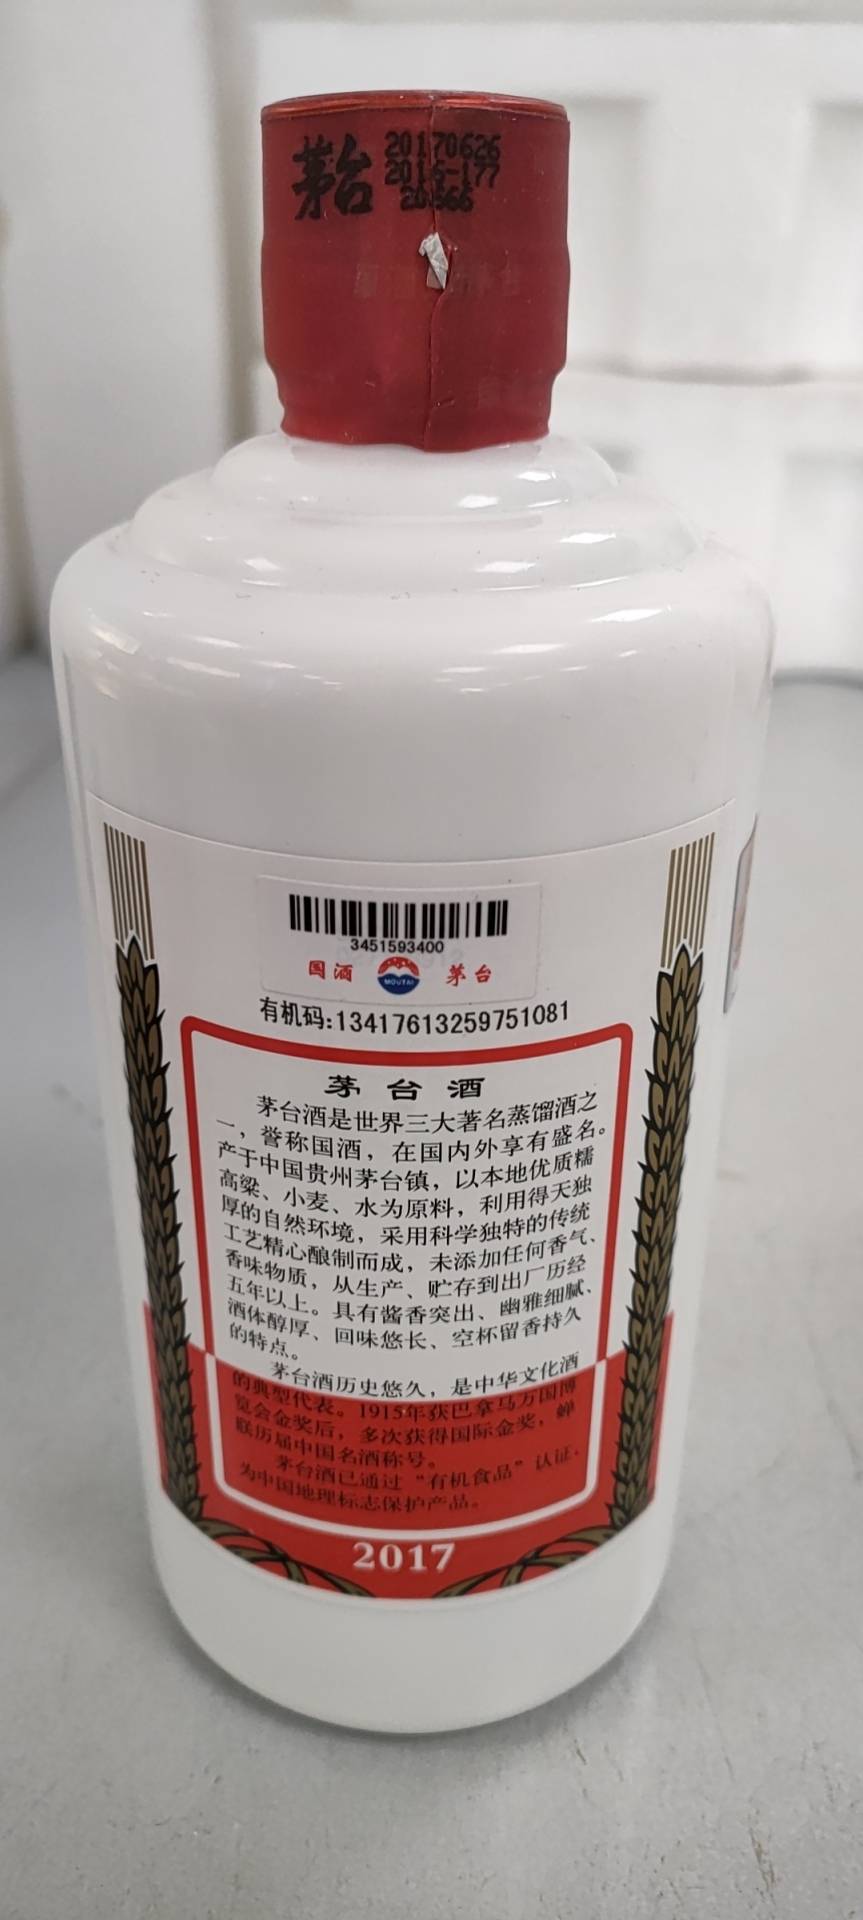 茅台
20170626
2016-177
3451593400
国酒
MOUTAI
茅台
有机码:13417613259751081
茅台酒
茅台酒是世界三大著名蒸馏酒之
一，誉称国酒，在国内外享有盛名。
产于中国贵州茅台镇，以本地优质糯
高粱、小麦、水为原料，利用得天独
厚的自然环境，采用科学独特的传统
工艺精心酿制而成，未添加任何香气、
香味物质，从生产、贮存到出厂历经
五年以上。具有酱香突出、幽雅细腻、
酒体醇厚、回味悠长、空杯留香持久
的特点。
茅台酒历史悠久，是中华文化酒
的典型代表。1915年获巴拿马万国博
览会金奖后，多次获得国际金奖，蝉
联历届中国名酒称号。
茅台酒已通过“有机食品”认证，
为中国地理标志保护产品。
2017